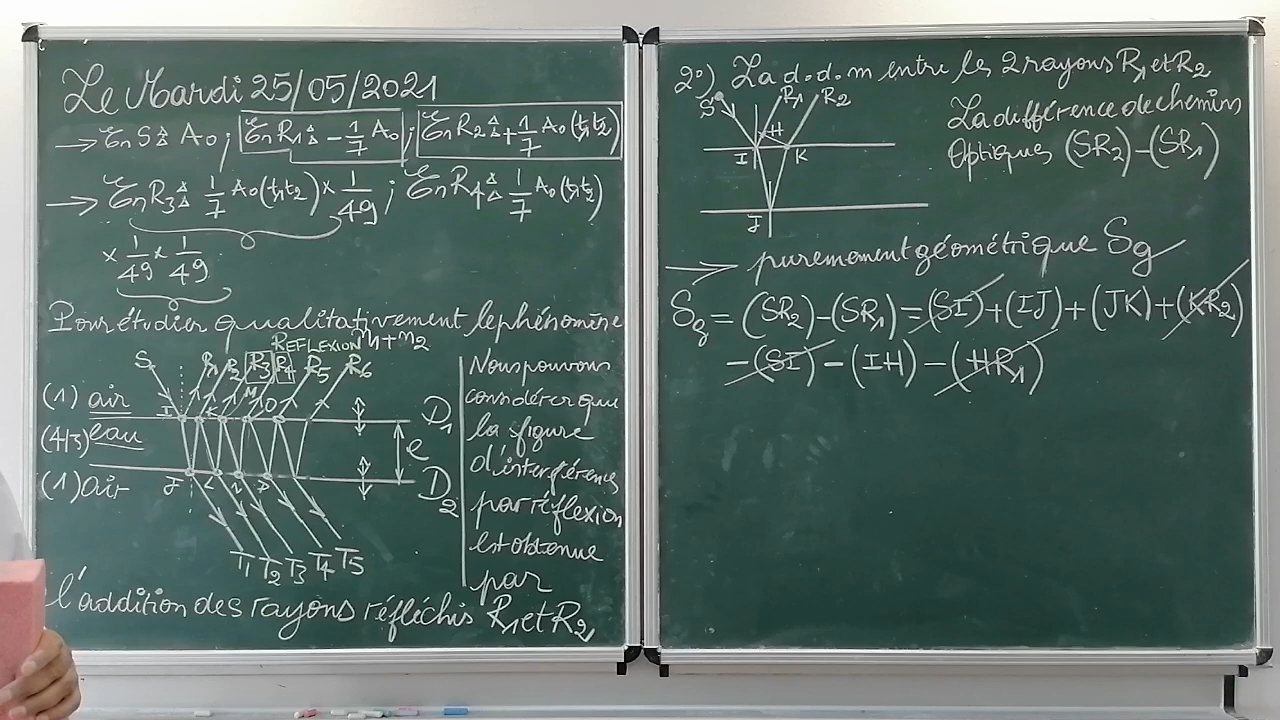 Le Mardi 25/05/2021
→ En S ≙ A₀ ; En R₁ ≙ - 1/7 A₀ ; En R₂ ≙ + 1/7 A₀ (t₁t₂)
→ En R₃ ≙ 1/7 A₀(t₁t₂) × 1/49 ; En R₄ ≙ 1/7 A₀(t₁t₂)
× 1/49 × 1/49
Pour étudier qualitativement le phénomène
REFLEXION n₁ + n₂
S R₁ R₂ R₃ R₄ R₅ R₆
(1) air I K M O D₁
(4/3) eau e
(1) air J L N P D₂
T₁ T₂ T₃ T₄ T₅
Nous pouvons
considérer que
la figure
d'interférences
par réflexion
est obtenue
par
l'addition des rayons réfléchis R₁ et R₂
2°) La d.d.m entre les 2 rayons R₁ et R₂
S R₁ R₂
H
I K
J
La différence de chemins
Optiques (SR₂) - (SR₁)
→ purement géométrique Sg
Sg = (SR₂) - (SR₁) = (SI) + (IJ) + (JK) + (KR₂)
- (SI) - (IH) - (HR₁)